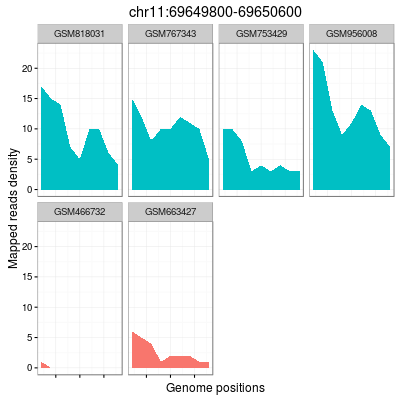 chr11:69649800-69650600
GSM818031 GSM767343 GSM753429 GSM956008
20
15
10
5
0
GSM466732 GSM663427
20
15
10
5
0
Mapped reads density
Genome positions